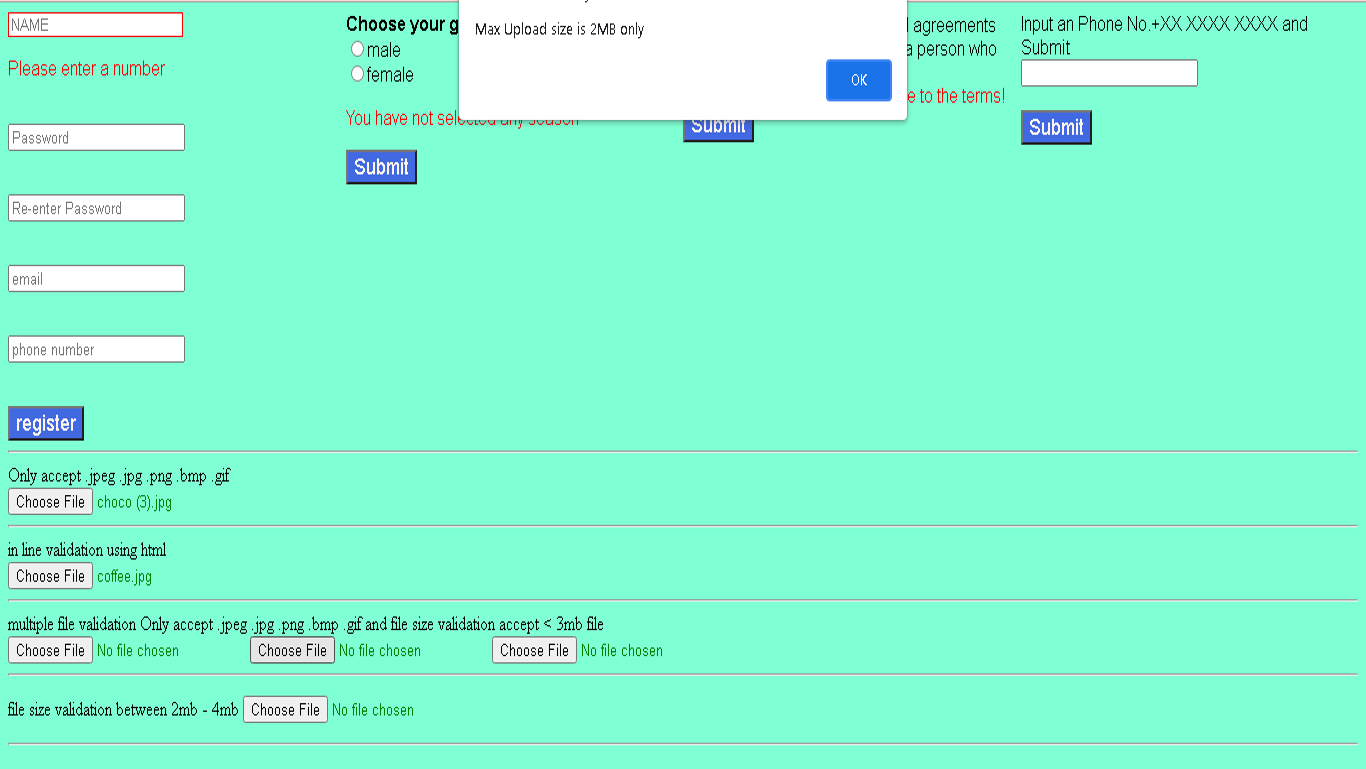 Max Upload size is 2MB only
OK
NAME
Please enter a number
Password
Re-enter Password
email
phone number
register
Choose your g
male
female
You have not selected any season
Submit
agreements
a person who
e to the terms!
Submit
Input an Phone No.+XX XXXX XXXX and
Submit
Submit
Only accept .jpeg .jpg .png .bmp .gif
Choose File choco (3).jpg
in line validation using html
Choose File coffee.jpg
multiple file validation Only accept .jpeg .jpg .png .bmp .gif and file size validation accept < 3mb file
Choose File No file chosen Choose File No file chosen Choose File No file chosen
file size validation between 2mb - 4mb Choose File No file chosen